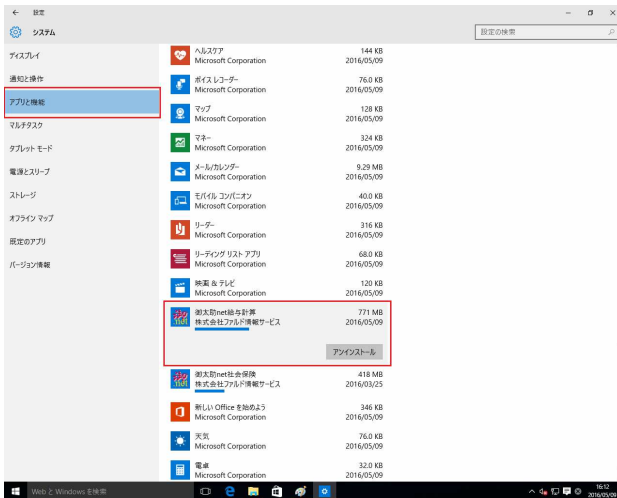 ← 設定
システム
設定の検索
ディスプレイ
通知と操作
アプリと機能
マルチタスク
タブレット モード
電源とスリープ
ストレージ
オフライン マップ
既定のアプリ
バージョン情報
ヘルスケア 144 KB
Microsoft Corporation 2016/05/09
ボイス レコーダー 76.0 KB
Microsoft Corporation 2016/05/09
マップ 128 KB
Microsoft Corporation 2016/05/09
マネー 324 KB
Microsoft Corporation 2016/05/09
メール/カレンダー 9.29 MB
Microsoft Corporation 2016/05/09
モバイル コンパニオン 40.0 KB
Microsoft Corporation 2016/05/09
リーダー 316 KB
Microsoft Corporation 2016/05/09
リーディング リスト アプリ 68.0 KB
Microsoft Corporation 2016/05/09
映画 & テレビ 120 KB
Microsoft Corporation 2016/05/09
御太助net給与計算 771 MB
株式会社ファルド情報サービス 2016/05/09
アンインストール
御太助net社会保険 418 MB
株式会社ファルド情報サービス 2016/03/25
新しい Office を始めよう 346 KB
Microsoft Corporation 2016/05/09
天気 76.0 KB
Microsoft Corporation 2016/05/09
電卓 32.0 KB
Microsoft Corporation 2016/05/09
Web と Windows を検索
16:12
2016/05/09